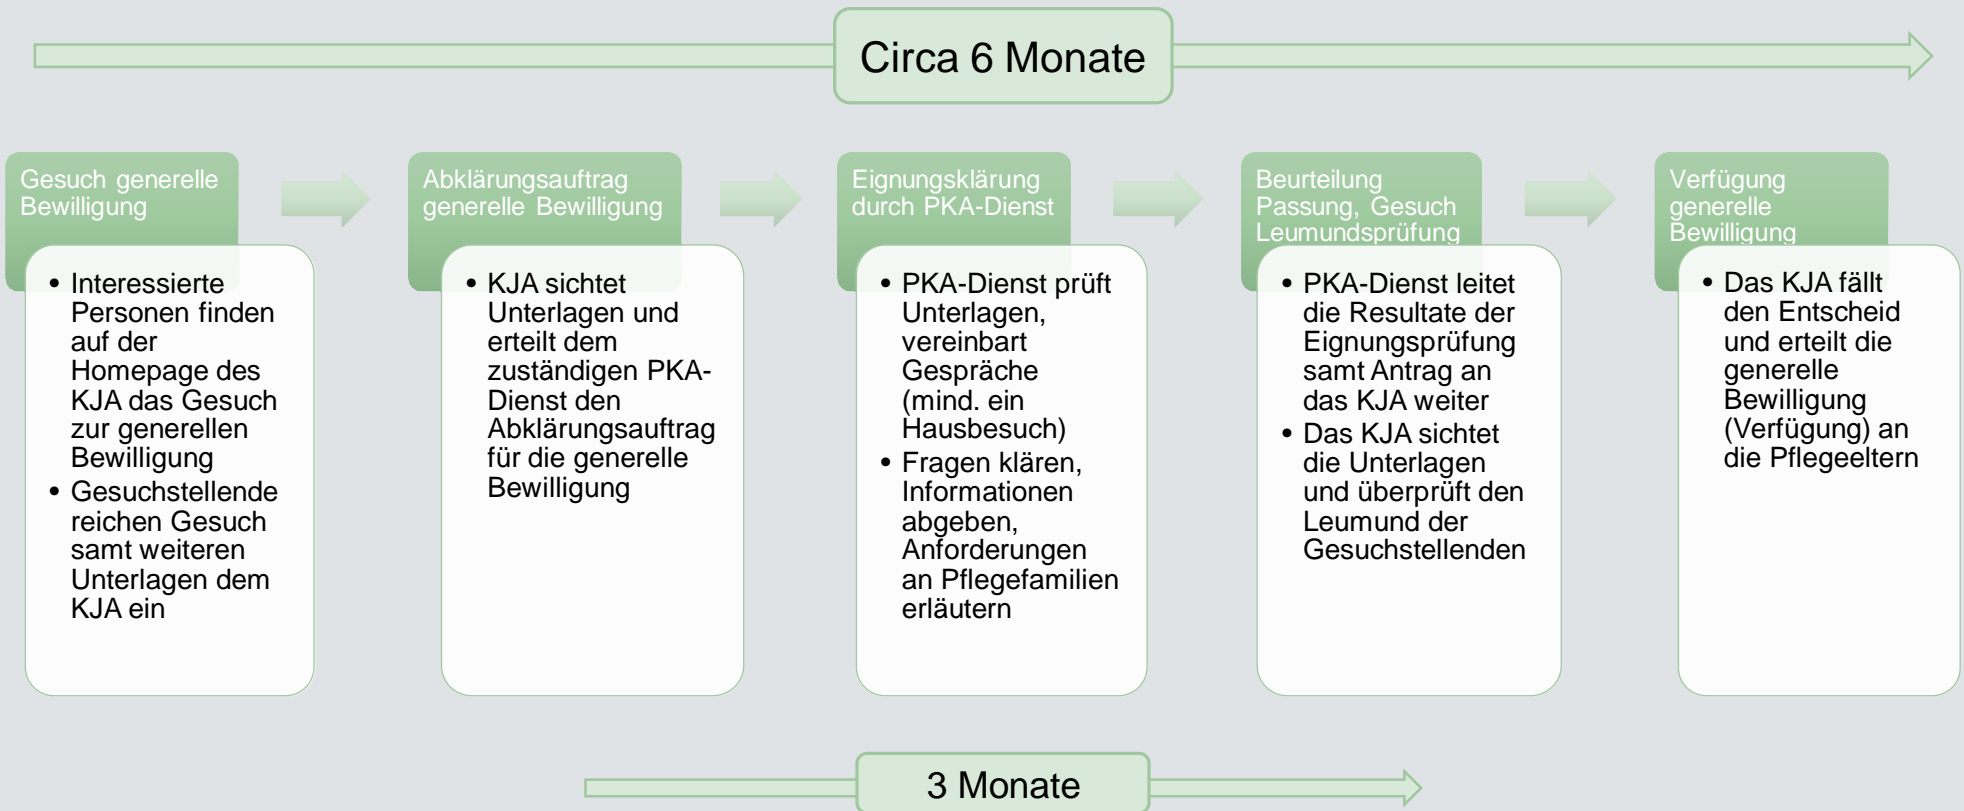 Circa 6 Monate
Gesuch generelle
Bewilligung
• Interessierte
Personen finden
auf der
Homepage des
KJA das Gesuch
zur generellen
Bewilligung
• Gesuchstellende
reichen Gesuch
samt weiteren
Unterlagen dem
KJA ein
Abklärungsauftrag
generelle Bewilligung
• KJA sichtet
Unterlagen und
erteilt dem
zuständigen PKA-
Dienst den
Abklärungsauftrag
für die generelle
Bewilligung
Eignungsklärung
durch PKA-Dienst
• PKA-Dienst prüft
Unterlagen,
vereinbart
Gespräche
(mind. ein
Hausbesuch)
• Fragen klären,
Informationen
abgeben,
Anforderungen
an Pflegefamilien
erläutern
Beurteilung
Passung, Gesuch
Leumundsprüfung
• PKA-Dienst leitet
die Resultate der
Eignungsprüfung
samt Antrag an
das KJA weiter
• Das KJA sichtet
die Unterlagen
und überprüft den
Leumund der
Gesuchstellenden
Verfügung
generelle
Bewilligung
• Das KJA fällt
den Entscheid
und erteilt die
generelle
Bewilligung
(Verfügung) an
die Pflegeeltern
3 Monate